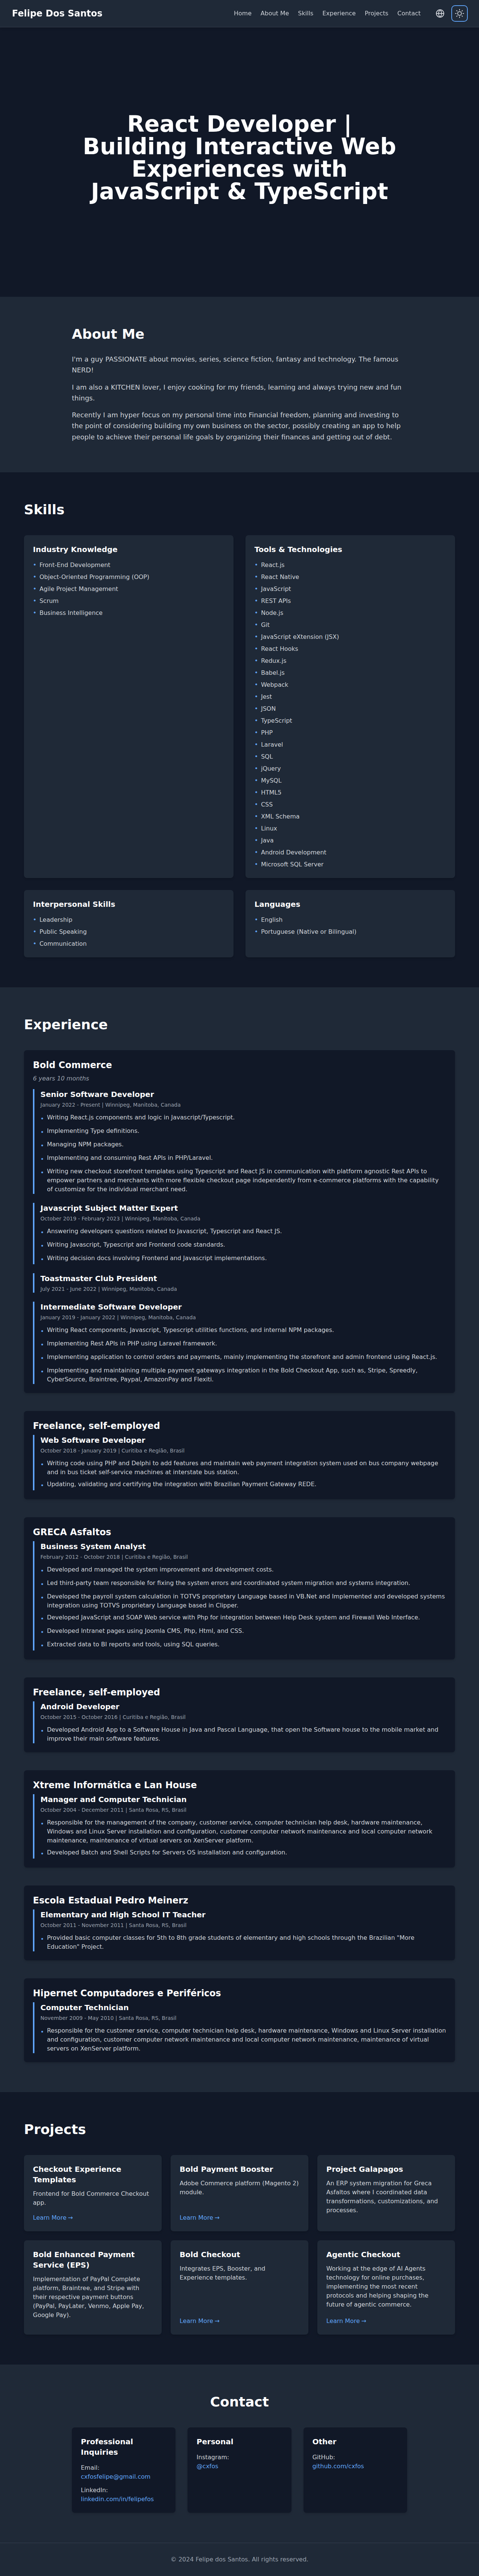 Felipe Dos Santos
Home About Me Skills Experience Projects Contact
React Developer |
Building Interactive Web
Experiences with
JavaScript & TypeScript
About Me
I'm a guy PASSIONATE about movies, series, science fiction, fantasy and technology. The famous
NERD!
I am also a KITCHEN lover, I enjoy cooking for my friends, learning and always trying new and fun
things.
Recently I am hyper focus on my personal time into Financial freedom, planning and investing to
the point of considering building my own business on the sector, possibly creating an app to help
people to achieve their personal life goals by organizing their finances and getting out of debt.
Skills
Industry Knowledge
• Front-End Development
• Object-Oriented Programming (OOP)
• Agile Project Management
• Scrum
• Business Intelligence
Tools & Technologies
• React.js
• React Native
• JavaScript
• REST APIs
• Node.js
• Git
• JavaScript eXtension (JSX)
• React Hooks
• Redux.js
• Babel.js
• Webpack
• Jest
• JSON
• TypeScript
• PHP
• Laravel
• SQL
• jQuery
• MySQL
• HTML5
• CSS
• XML Schema
• Linux
• Java
• Android Development
• Microsoft SQL Server
Interpersonal Skills
• Leadership
• Public Speaking
• Communication
Languages
• English
• Portuguese (Native or Bilingual)
Experience
Bold Commerce
6 years 10 months
Senior Software Developer
January 2022 - Present | Winnipeg, Manitoba, Canada
• Writing React.js components and logic in Javascript/Typescript.
• Implementing Type definitions.
• Managing NPM packages.
• Implementing and consuming Rest APIs in PHP/Laravel.
• Writing new checkout storefront templates using Typescript and React JS in communication with platform agnostic Rest APIs to
empower partners and merchants with more flexible checkout page independently from e-commerce platforms with the capability
of customize for the individual merchant need.
Javascript Subject Matter Expert
October 2019 - February 2023 | Winnipeg, Manitoba, Canada
• Answering developers questions related to Javascript, Typescript and React JS.
• Writing Javascript, Typescript and Frontend code standards.
• Writing decision docs involving Frontend and Javascript implementations.
Toastmaster Club President
July 2021 - June 2022 | Winnipeg, Manitoba, Canada
Intermediate Software Developer
January 2019 - January 2022 | Winnipeg, Manitoba, Canada
• Writing React components, Javascript, Typescript utilities functions, and internal NPM packages.
• Implementing Rest APIs in PHP using Laravel framework.
• Implementing application to control orders and payments, mainly implementing the storefront and admin frontend using React.js.
• Implementing and maintaining multiple payment gateways integration in the Bold Checkout App, such as, Stripe, Spreedly,
CyberSource, Braintree, Paypal, AmazonPay and Flexiti.
Freelance, self-employed
Web Software Developer
October 2018 - January 2019 | Curitiba e Região, Brasil
• Writing code using PHP and Delphi to add features and maintain web payment integration system used on bus company webpage
and in bus ticket self-service machines at interstate bus station.
• Updating, validating and certifying the integration with Brazilian Payment Gateway REDE.
GRECA Asfaltos
Business System Analyst
February 2012 - October 2018 | Curitiba e Região, Brasil
• Developed and managed the system improvement and development costs.
• Led third-party team responsible for fixing the system errors and coordinated system migration and systems integration.
• Developed the payroll system calculation in TOTVS proprietary Language based in VB.Net and Implemented and developed systems
integration using TOTVS proprietary Language based in Clipper.
• Developed JavaScript and SOAP Web service with Php for integration between Help Desk system and Firewall Web Interface.
• Developed Intranet pages using Joomla CMS, Php, Html, and CSS.
• Extracted data to BI reports and tools, using SQL queries.
Freelance, self-employed
Android Developer
October 2015 - October 2016 | Curitiba e Região, Brasil
• Developed Android App to a Software House in Java and Pascal Language, that open the Software house to the mobile market and
improve their main software features.
Xtreme Informática e Lan House
Manager and Computer Technician
October 2004 - December 2011 | Santa Rosa, RS, Brasil
• Responsible for the management of the company, customer service, computer technician help desk, hardware maintenance,
Windows and Linux Server installation and configuration, customer computer network maintenance and local computer network
maintenance, maintenance of virtual servers on XenServer platform.
• Developed Batch and Shell Scripts for Servers OS installation and configuration.
Escola Estadual Pedro Meinerz
Elementary and High School IT Teacher
October 2011 - November 2011 | Santa Rosa, RS, Brasil
• Provided basic computer classes for 5th to 8th grade students of elementary and high schools through the Brazilian "More
Education" Project.
Hipernet Computadores e Periféricos
Computer Technician
November 2009 - May 2010 | Santa Rosa, RS, Brasil
• Responsible for the customer service, computer technician help desk, hardware maintenance, Windows and Linux Server installation
and configuration, customer computer network maintenance and local computer network maintenance, maintenance of virtual
servers on XenServer platform.
Projects
Checkout Experience
Templates
Frontend for Bold Commerce Checkout
app.
Learn More →
Bold Payment Booster
Adobe Commerce platform (Magento 2)
module.
Learn More →
Project Galapagos
An ERP system migration for Greca
Asfaltos where I coordinated data
transformations, customizations, and
processes.
Bold Enhanced Payment
Service (EPS)
Implementation of PayPal Complete
platform, Braintree, and Stripe with
their respective payment buttons
(PayPal, PayLater, Venmo, Apple Pay,
Google Pay).
Bold Checkout
Integrates EPS, Booster, and
Experience templates.
Learn More →
Agentic Checkout
Working at the edge of AI Agents
technology for online purchases,
implementing the most recent
protocols and helping shaping the
future of agentic commerce.
Learn More →
Contact
Professional
Inquiries
Email:
cxfosfelipe@gmail.com
LinkedIn:
linkedin.com/in/felipefos
Personal
Instagram:
@cxfos
Other
GitHub:
github.com/cxfos
© 2024 Felipe dos Santos. All rights reserved.